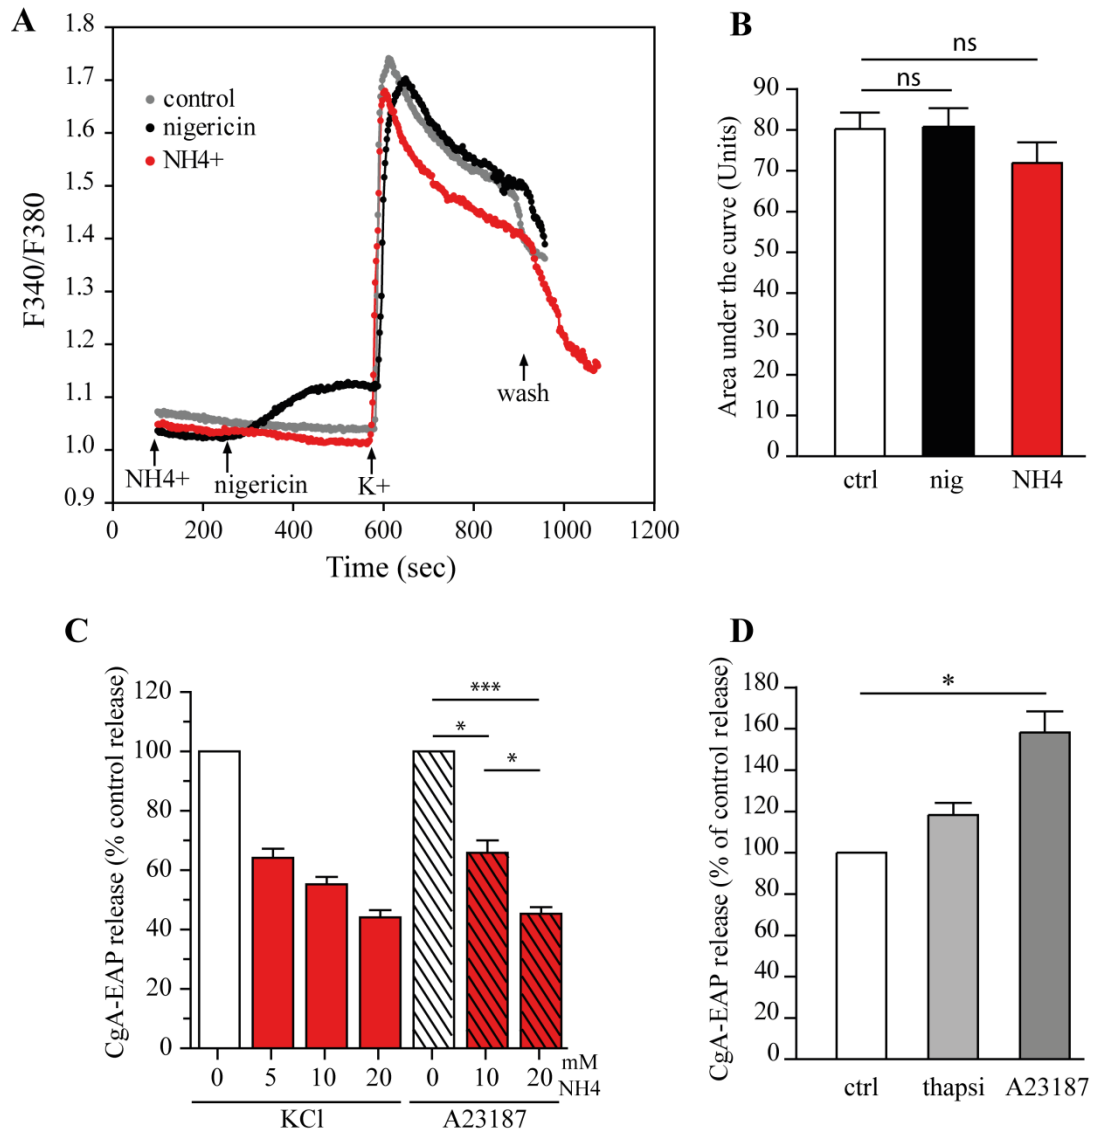 A
F340/F380
1.8
1.7
1.6
1.5
1.4
1.3
1.2
1.1
1.0
0.9
control
nigericin
NH4+
NH4+
nigericin
K+
wash
0 200 400 600 800 1000 1200
Time (sec)
B
Area under the curve (Units)
90
80
70
60
50
40
30
20
10
0
ns
ns
ctrl nig NH4
C
CgA-EAP release (% control release)
120
100
80
60
40
20
0
***
*
*
0 5 10 20 0 10 20
mM
NH4
KCl A23187
D
CgA-EAP release (% of control release)
180
160
140
120
100
80
60
40
20
0
*
ctrl thapsi A23187